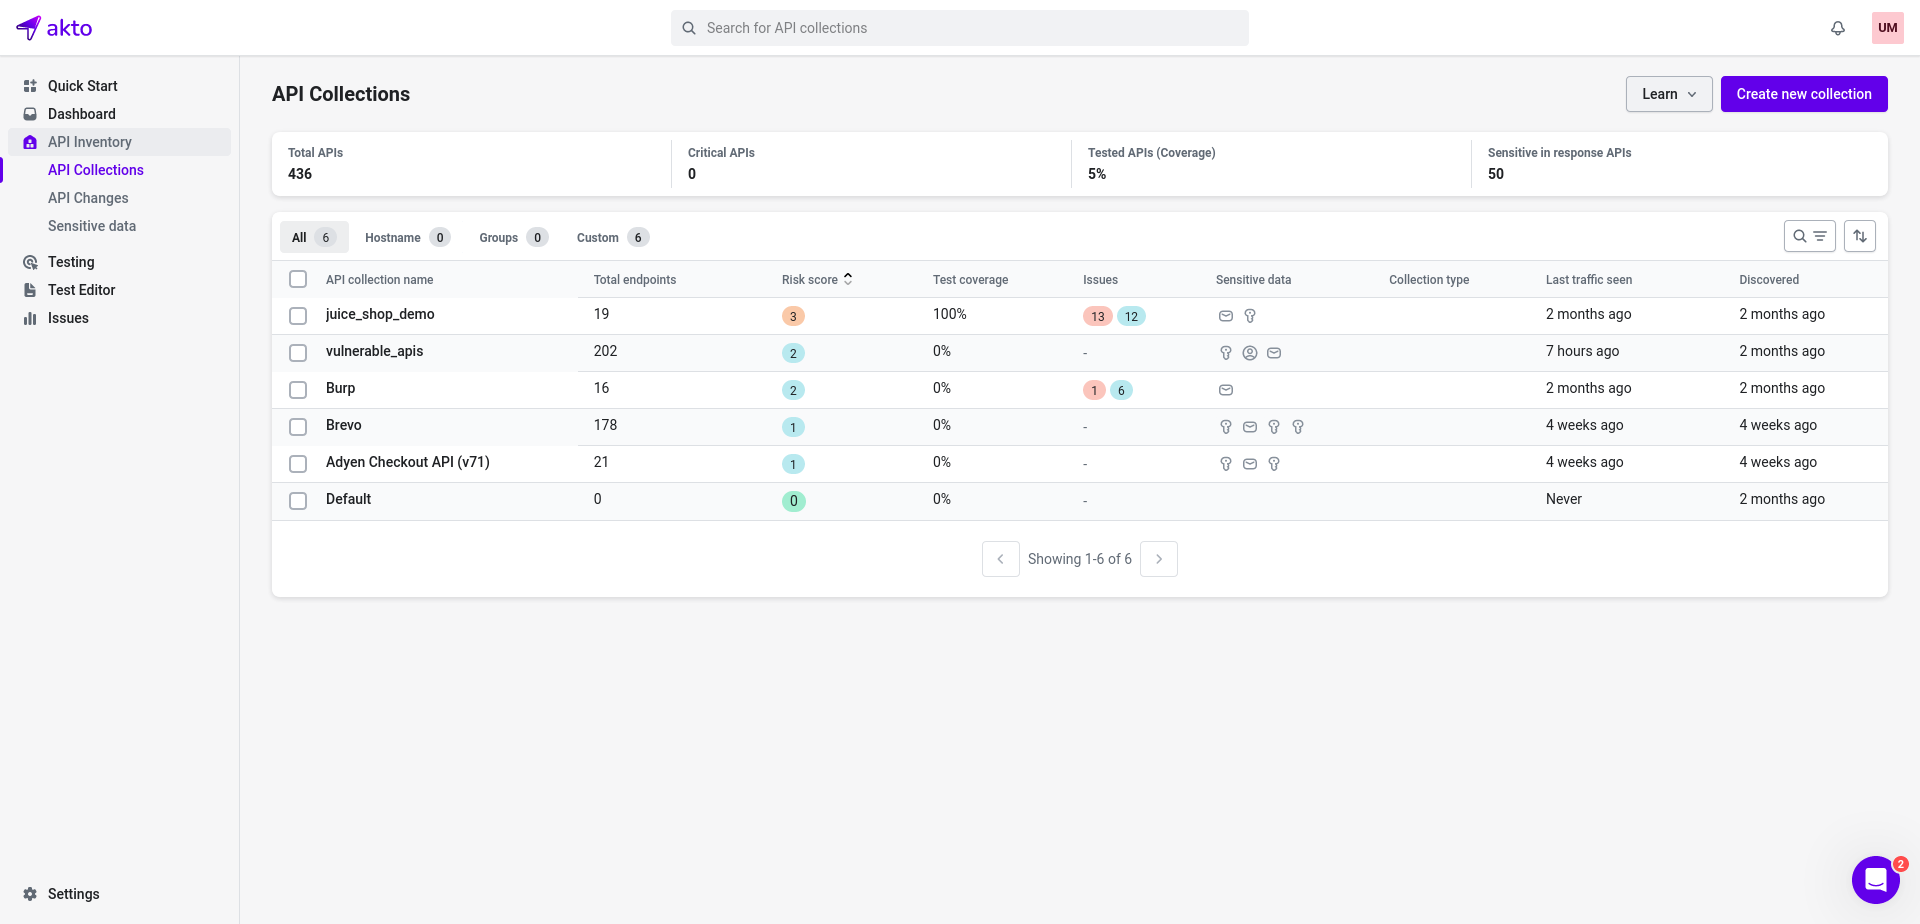 akto
Search for API collections
UM
Quick Start
Dashboard
API Inventory
API Collections
API Changes
Sensitive data
Testing
Test Editor
Issues
Settings
API Collections
Learn
Create new collection
Total APIs
436
Critical APIs
0
Tested APIs (Coverage)
5%
Sensitive in response APIs
50
All 6 Hostname 0 Groups 0 Custom 6
API collection name Total endpoints Risk score Test coverage Issues Sensitive data Collection type Last traffic seen Discovered
juice_shop_demo 19 3 100% 13 12 2 months ago 2 months ago
vulnerable_apis 202 2 0% - 7 hours ago 2 months ago
Burp 16 2 0% 1 6 2 months ago 2 months ago
Brevo 178 1 0% - 4 weeks ago 4 weeks ago
Adyen Checkout API (v71) 21 1 0% - 4 weeks ago 4 weeks ago
Default 0 0 0% - Never 2 months ago
Showing 1-6 of 6
2